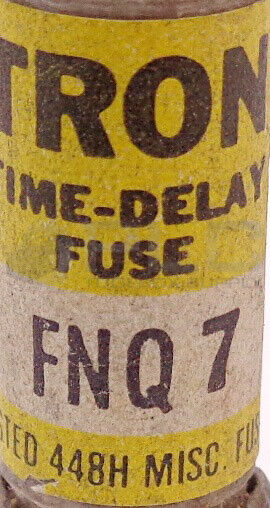 TRON
TIME-DELAY
FUSE
FNQ 7
STED 448H MISC. FUS